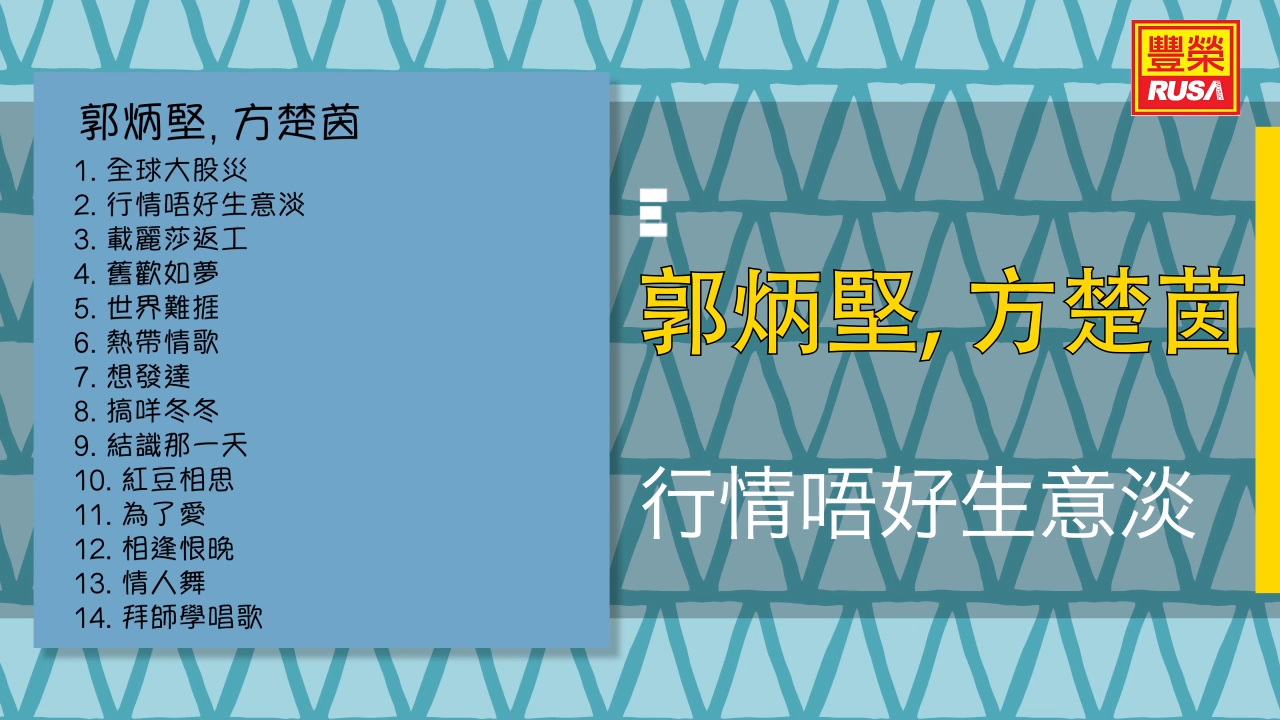 郭炳堅, 方楚茵
1. 全球大股災
2. 行情唔好生意淡
3. 載麗莎返工
4. 舊歡如夢
5. 世界難捱
6. 熱帶情歌
7. 想發達
8. 搞咩冬冬
9. 結識那一天
10. 紅豆相思
11. 為了愛
12. 相逢恨晚
13. 情人舞
14. 拜師學唱歌
豐榮
RUSA
郭炳堅, 方楚茵
行情唔好生意淡